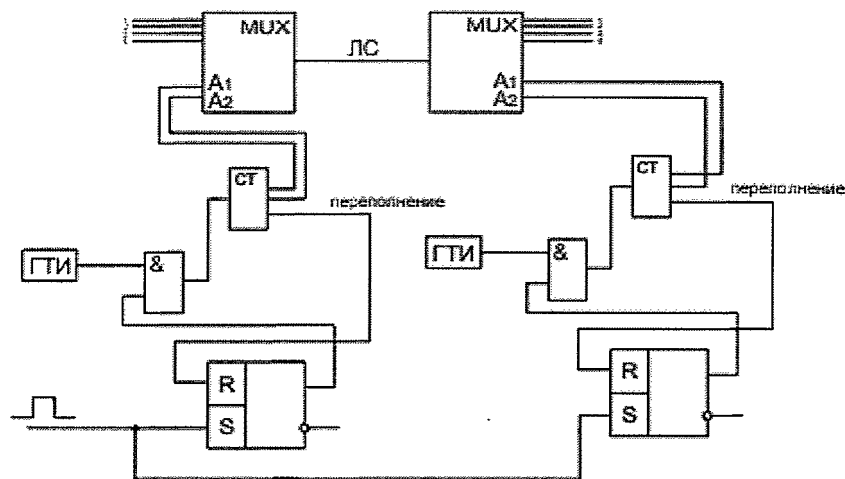 MUX
ЛС
MUX
A1
A2
A1
A2
CT
переполнение
CT
переполнение
ГТИ
&
ГТИ
&
R
S
R
S